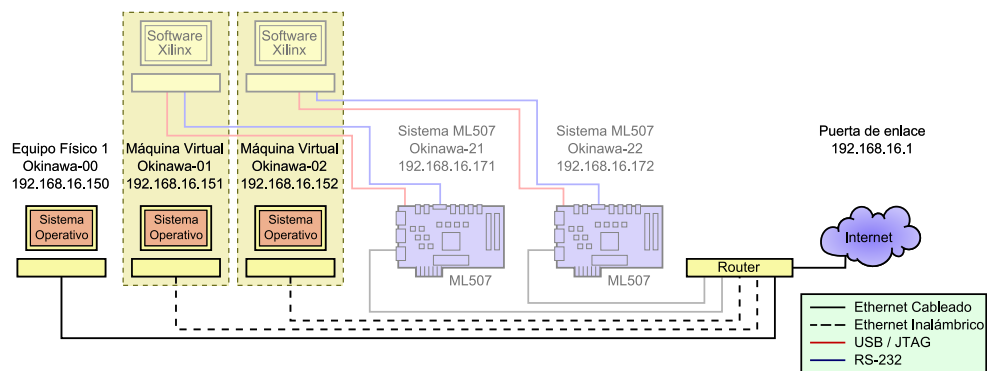 Software
Xilinx
Software
Xilinx
Equipo Físico 1
Okinawa-00
192.168.16.150
Máquina Virtual
Okinawa-01
192.168.16.151
Máquina Virtual
Okinawa-02
192.168.16.152
Sistema ML507
Okinawa-21
192.168.16.171
Sistema ML507
Okinawa-22
192.168.16.172
Puerta de enlace
192.168.16.1
Sistema
Operativo
Sistema
Operativo
Sistema
Operativo
ML507
ML507
Router
Internet
Ethernet Cableado
Ethernet Inalámbrico
USB / JTAG
RS-232